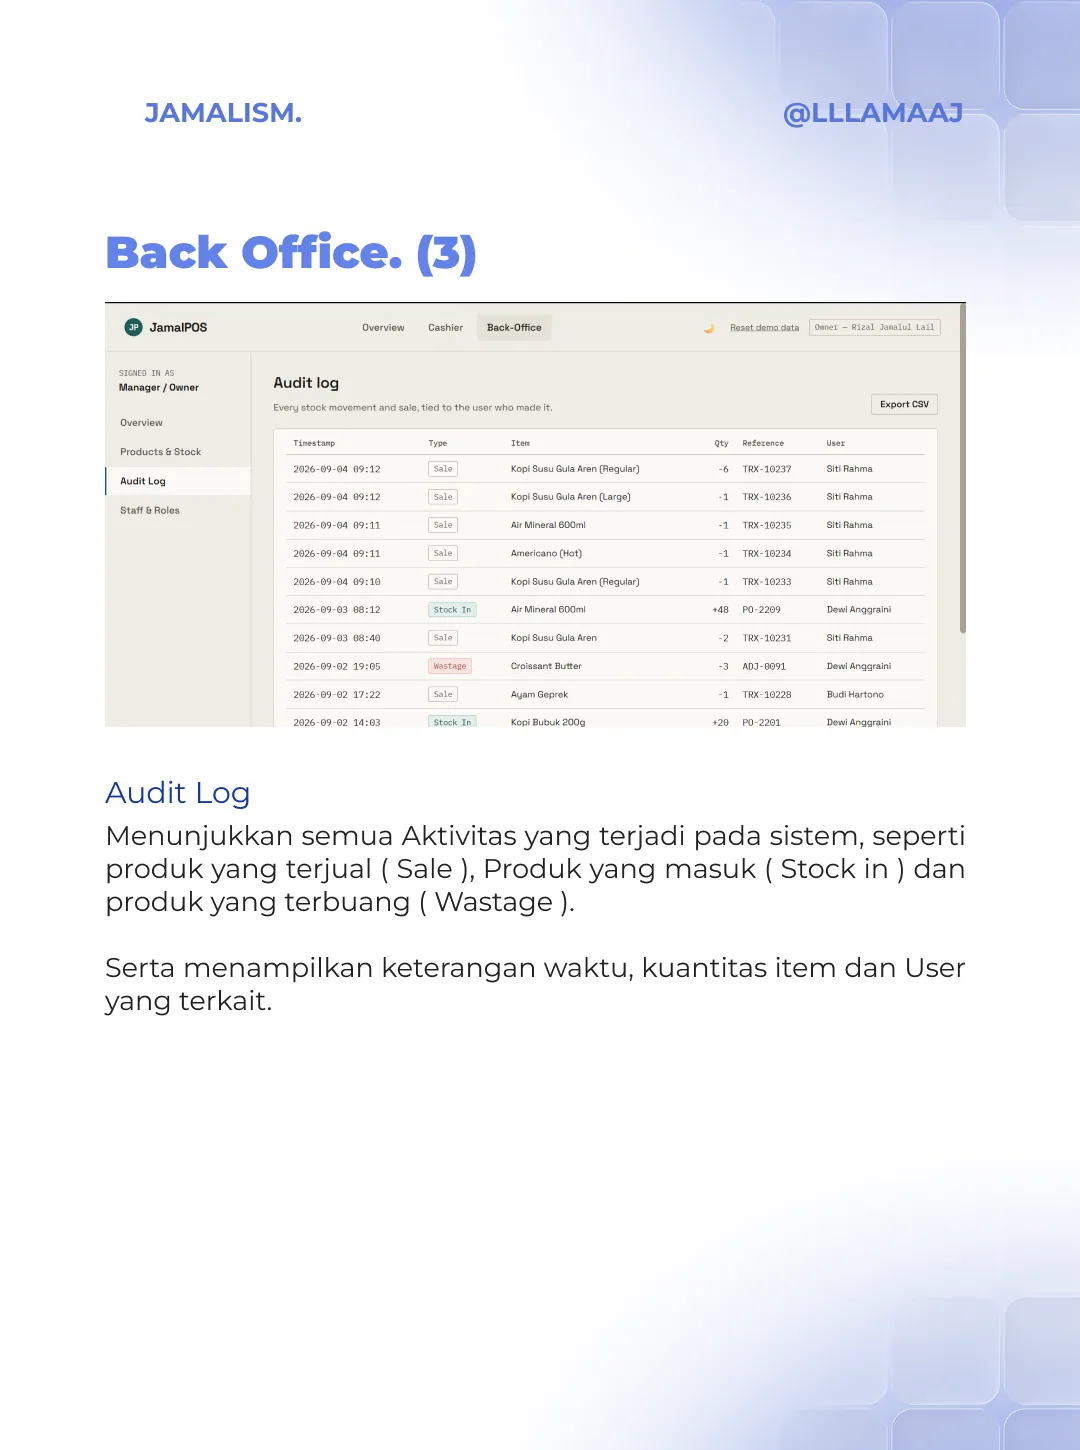 JAMALISM.
@LLLAMAAJ
Back Office. (3)
JP JamalPOS
Overview Cashier Back-Office
Reset demo data
Owner — Rizal Jamalul Lail
SIGNED IN AS
Manager / Owner
Overview
Products & Stock
Audit Log
Staff & Roles
Audit log
Every stock movement and sale, tied to the user who made it.
Export CSV
Timestamp Type Item Qty Reference User
2026-09-04 09:12 Sale Kopi Susu Gula Aren (Regular) -6 TRX-10237 Siti Rahma
2026-09-04 09:12 Sale Kopi Susu Gula Aren (Large) -1 TRX-10236 Siti Rahma
2026-09-04 09:11 Sale Air Mineral 600ml -1 TRX-10235 Siti Rahma
2026-09-04 09:11 Sale Americano (Hot) -1 TRX-10234 Siti Rahma
2026-09-04 09:10 Sale Kopi Susu Gula Aren (Regular) -1 TRX-10233 Siti Rahma
2026-09-03 08:12 Stock In Air Mineral 600ml +48 PO-2209 Dewi Anggraini
2026-09-03 08:40 Sale Kopi Susu Gula Aren -2 TRX-10231 Siti Rahma
2026-09-02 19:05 Wastage Croissant Butter -3 ADJ-0091 Dewi Anggraini
2026-09-02 17:22 Sale Ayam Geprek -1 TRX-10228 Budi Hartono
2026-09-02 14:03 Stock In Kopi Bubuk 200g +20 PO-2201 Dewi Anggraini
Audit Log
Menunjukkan semua Aktivitas yang terjadi pada sistem, seperti
produk yang terjual ( Sale ), Produk yang masuk ( Stock in ) dan
produk yang terbuang ( Wastage ).
Serta menampilkan keterangan waktu, kuantitas item dan User
yang terkait.